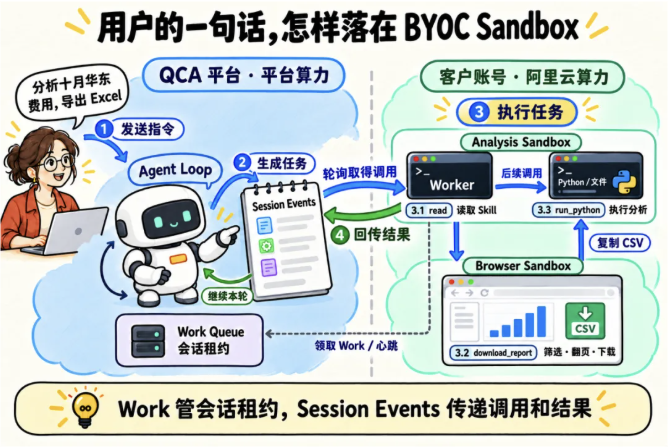 用户的一句话,怎样落在 BYOC Sandbox
分析十月华东
费用,导出 Excel
QCA 平台 · 平台算力
客户账号 · 阿里云算力
1 发送指令
Agent Loop
2 生成任务
Session Events
继续本轮
轮询取得调用
4 回传结果
Work Queue
会话租约
领取 Work / 心跳
3 执行任务
Analysis Sandbox
>_
Worker
3.1 read 读取 Skill
后续调用
>_
Python / 文件
3.3 run_python 执行分析
复制 CSV
Browser Sandbox
CSV
3.2 download_report 筛选 · 翻页 · 下载
Work 管会话租约, Session Events 传递调用和结果